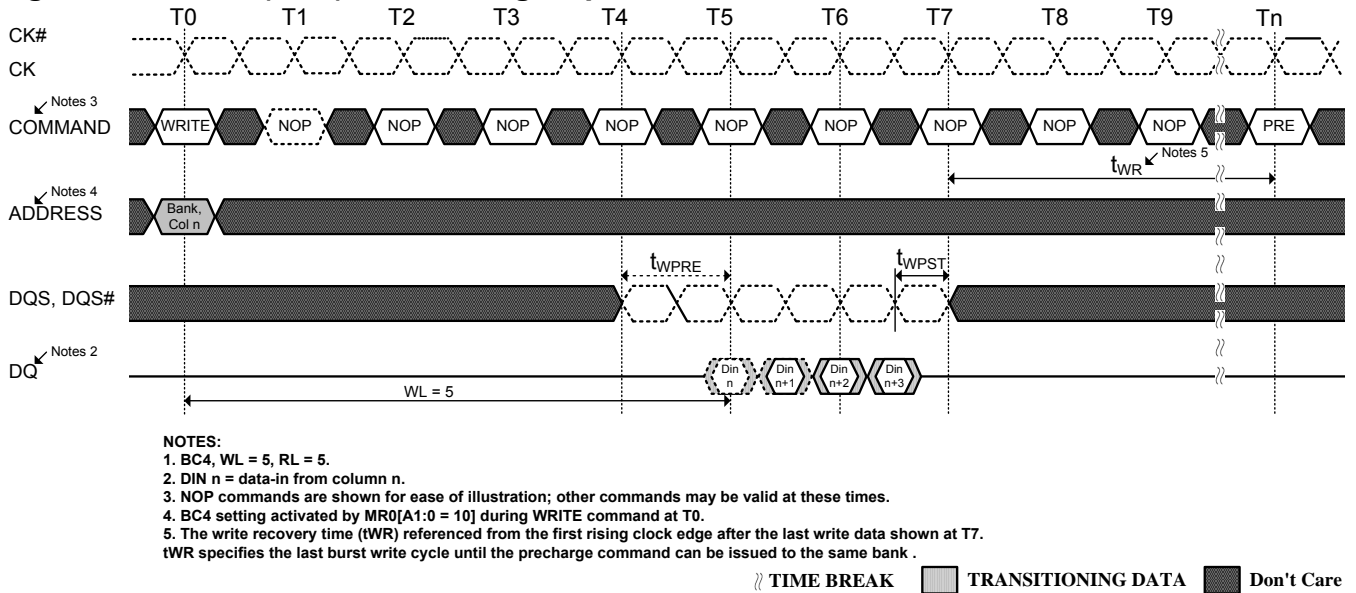 T0 T1 T2 T3 T4 T5 T6 T7 T8 T9 Tn
CK#
CK
Notes 3
COMMAND WRITE NOP NOP NOP NOP NOP NOP NOP NOP NOP PRE
tWR Notes 5
Notes 4
ADDRESS Bank,
Col n
tWPRE tWPST
DQS, DQS#
Notes 2
DQ Din Din Din Din
n n+1 n+2 n+3
WL = 5
NOTES:
1. BC4, WL = 5, RL = 5.
2. DIN n = data-in from column n.
3. NOP commands are shown for ease of illustration; other commands may be valid at these times.
4. BC4 setting activated by MR0[A1:0 = 10] during WRITE command at T0.
5. The write recovery time (tWR) referenced from the first rising clock edge after the last write data shown at T7.
tWR specifies the last burst write cycle until the precharge command can be issued to the same bank .
TIME BREAK TRANSITIONING DATA Don't Care